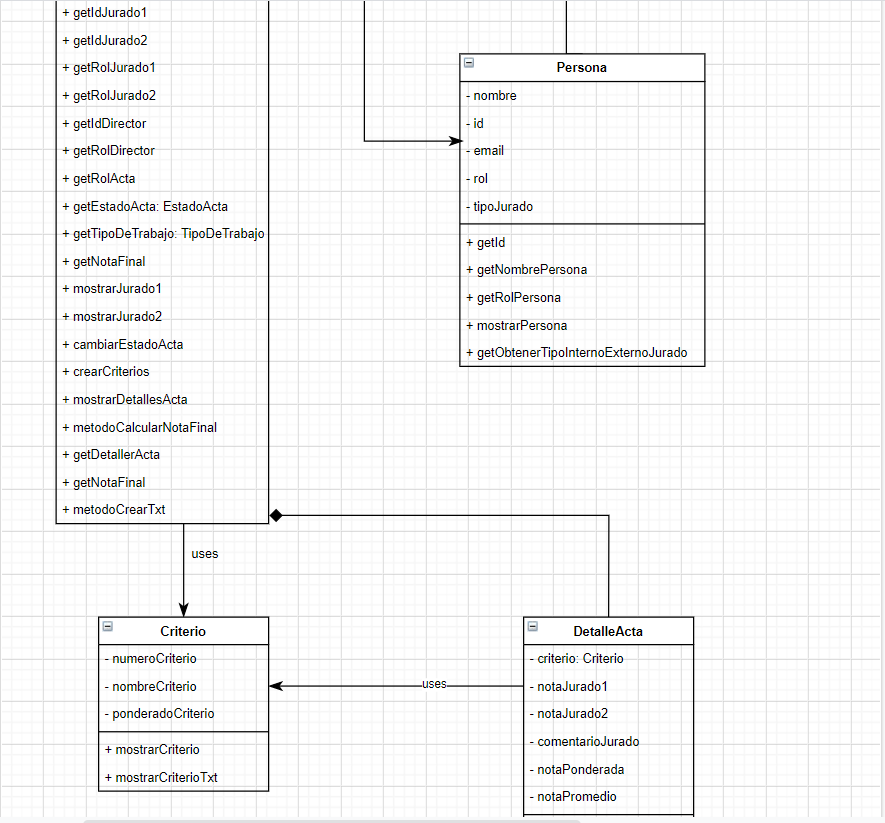 + getIdJurado1
+ getIdJurado2
+ getRolJurado1
+ getRolJurado2
+ getIdDirector
+ getRolDirector
+ getRolActa
+ getEstadoActa: EstadoActa
+ getTipoDeTrabajo: TipoDeTrabajo
+ getNotaFinal
+ mostrarJurado1
+ mostrarJurado2
+ cambiarEstadoActa
+ crearCriterios
+ mostrarDetallesActa
+ metodoCalcularNotaFinal
+ getDetallerActa
+ getNotaFinal
+ metodoCrearTxt
Persona
- nombre
- id
- email
- rol
- tipoJurado
+ getId
+ getNombrePersona
+ getRolPersona
+ mostrarPersona
+ getObtenerTipoInternoExternoJurado
uses
Criterio
- numeroCriterio
- nombreCriterio
- ponderadoCriterio
+ mostrarCriterio
+ mostrarCriterioTxt
uses
DetalleActa
- criterio: Criterio
- notaJurado1
- notaJurado2
- comentarioJurado
- notaPonderada
- notaPromedio